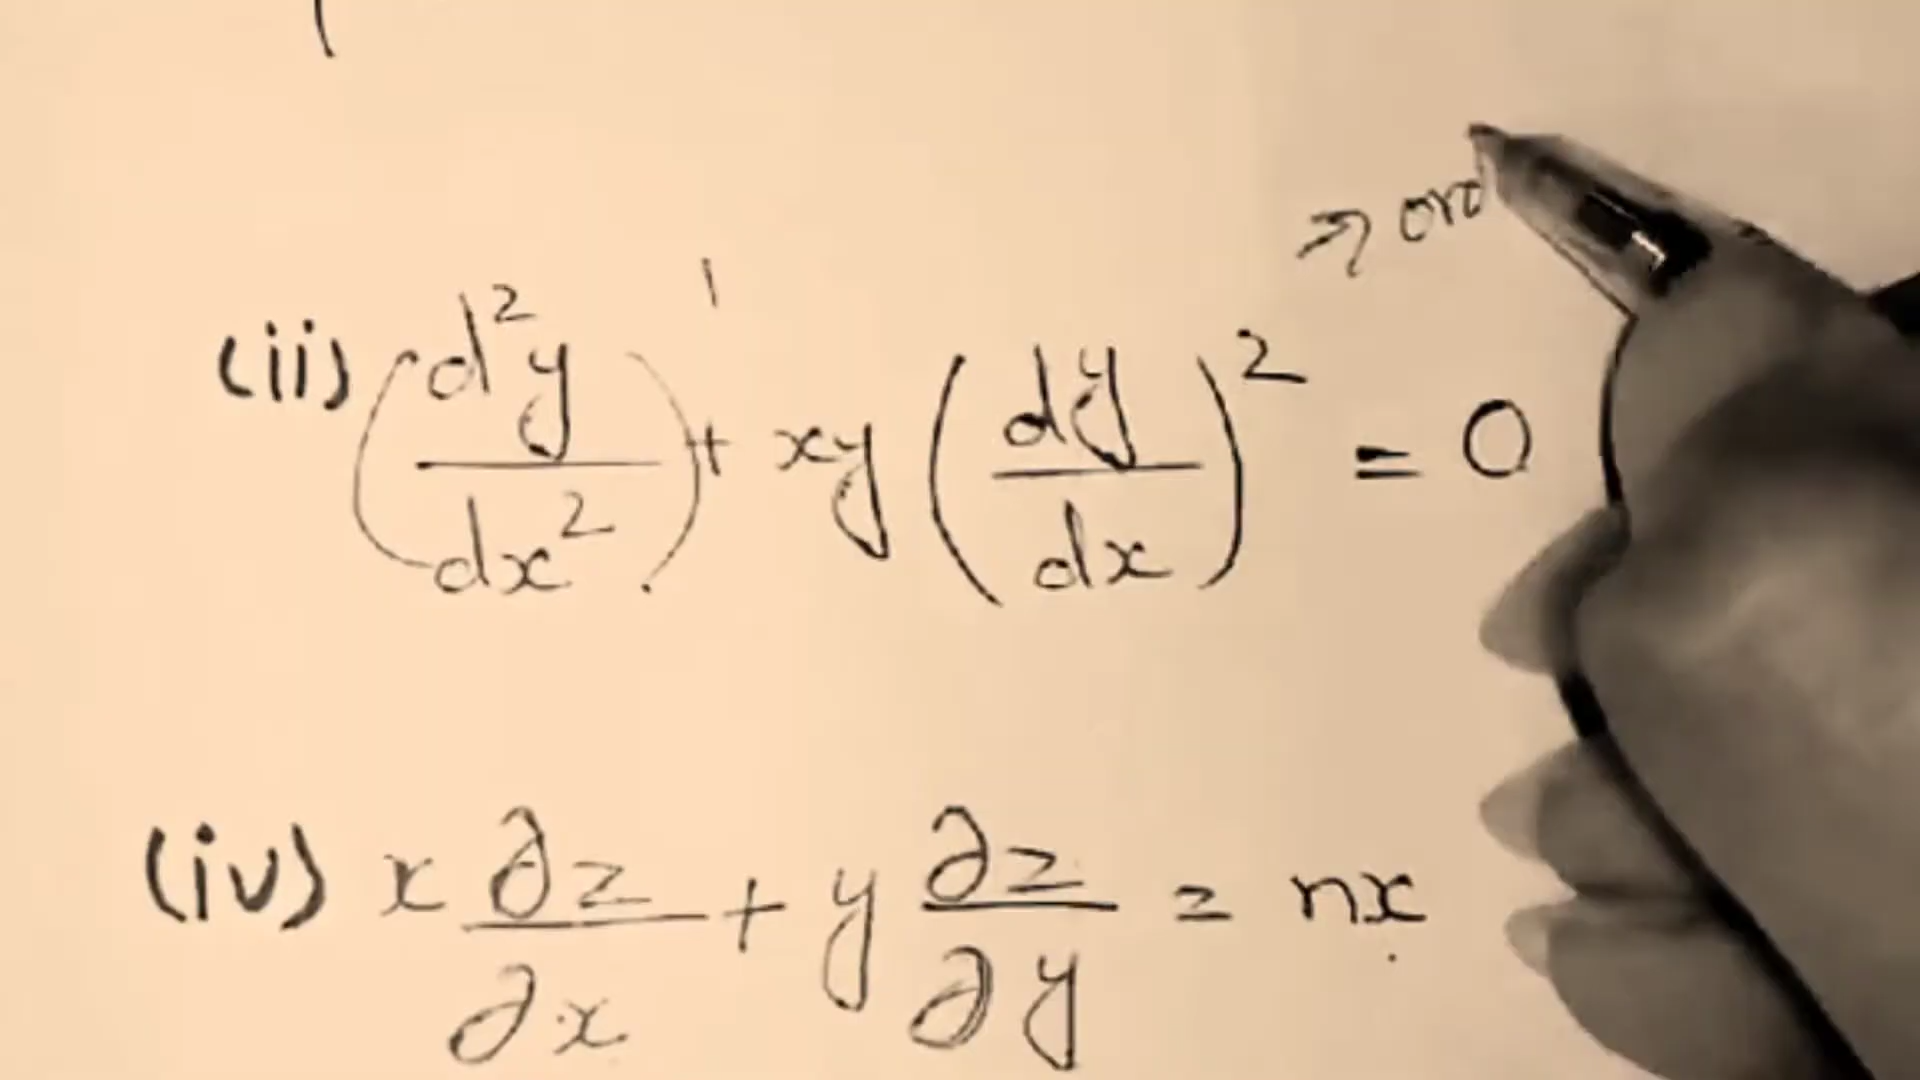 ⇒ ord
(ii) (d²y/dx²)¹ + xy (dy/dx)² = 0
(iv) x ∂z/∂x + y ∂z/∂y = nx